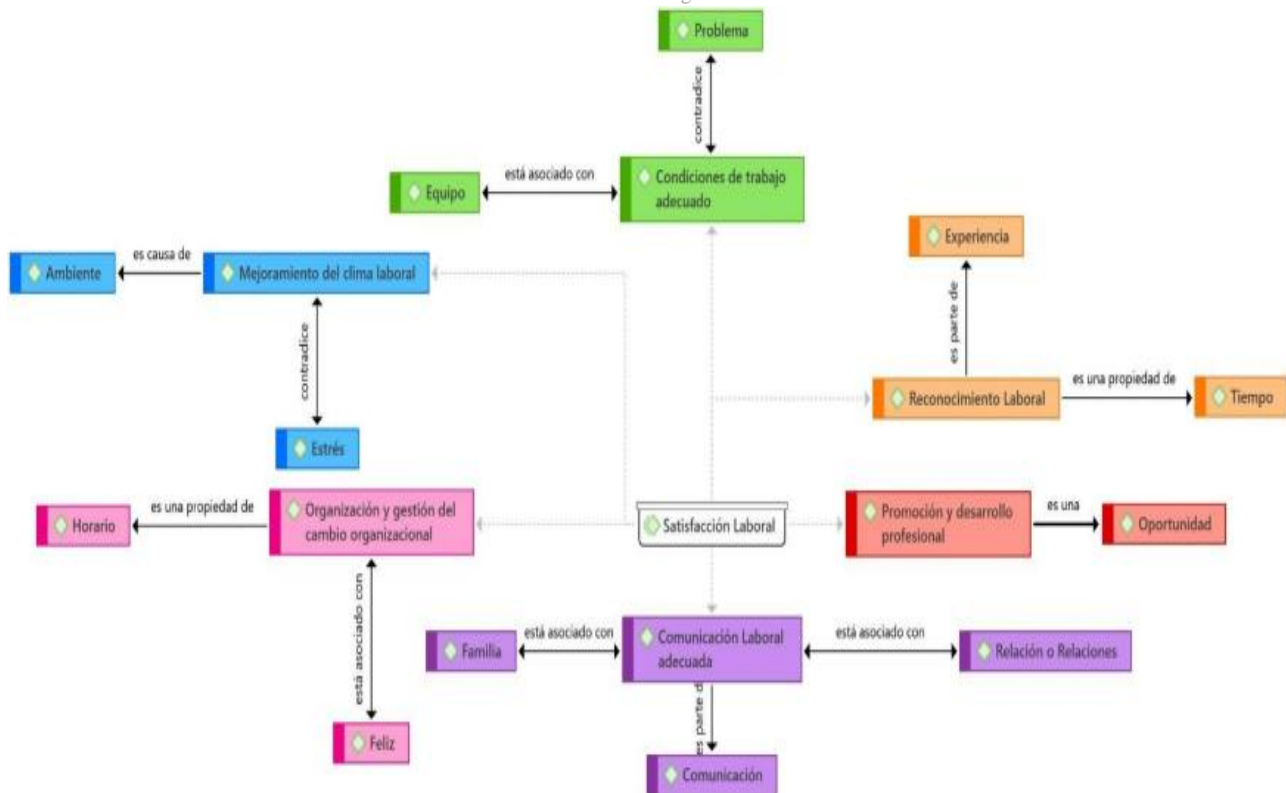 Problema
contradice
Equipo
está asociado con
Condiciones de trabajo
adecuado
Experiencia
es parte de
Ambiente
es causa de
Mejoramiento del clima laboral
contradice
Estrés
Reconocimiento Laboral
es una propiedad de
Tiempo
Horario
es una propiedad de
Organización y gestión del
cambio organizacional
Satisfacción Laboral
Promoción y desarrollo
profesional
es una
Oportunidad
está asociado con
Feliz
Familia
está asociado con
Comunicación Laboral
adecuada
está asociado con
Relación o Relaciones
es parte d
Comunicación